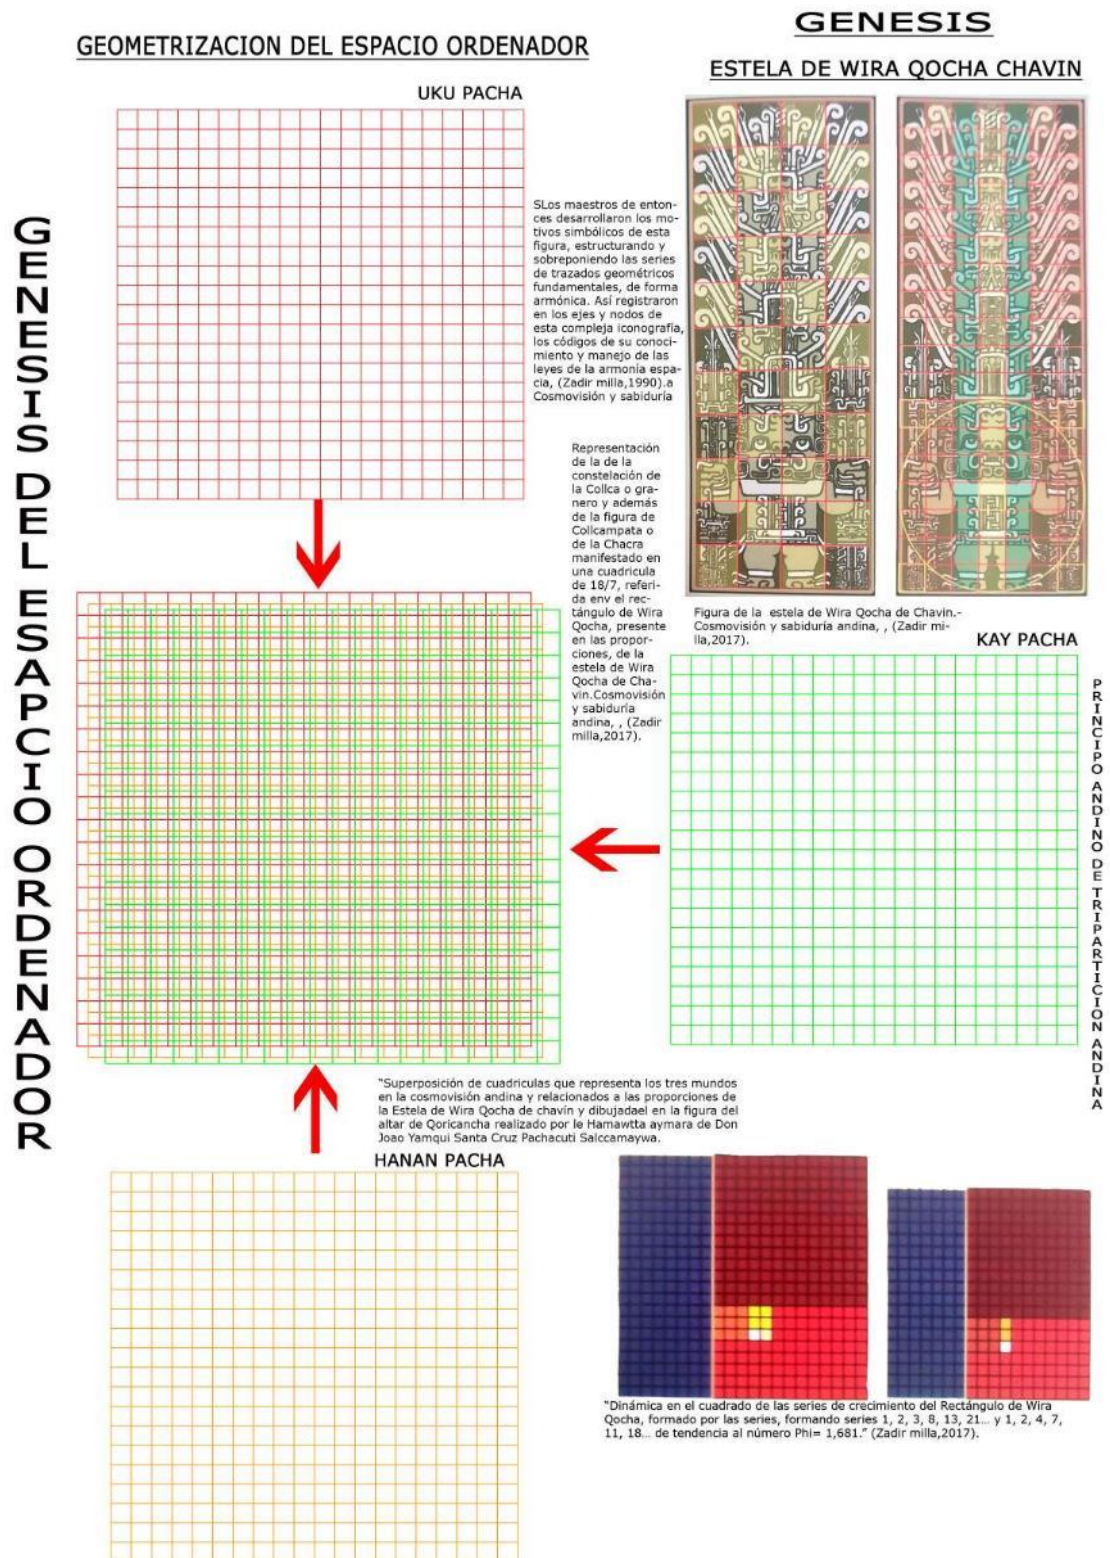 GENESIS
GEOMETRIZACION DEL ESPACIO ORDENADOR
ESTELA DE WIRA QOCHA CHAVIN
UKU PACHA
GENESIS DEL ESAPCIO ORDENADOR
SLos maestros de enton-
ces desarrollaron los mo-
tivos simbólicos de esta
figura, estructurando y
sobreponiendo las series
de trazados geométricos
fundamentales, de forma
armónica. Así registraron
en los ejes y nodos de
esta compleja iconografía,
los códigos de su conoci-
miento y manejo de las
leyes de la armonía espa-
cia, (Zadir milla,1990).a
Cosmovisión y sabiduría
Representación
de la de la
constelación de
la Collca o gra-
nero y además
de la figura de
Collcampata o
de la Chacra
manifestado en
una cuadricula
de 18/7, referi-
da env el rec-
tángulo de Wira
Qocha, presente
en las propor-
ciones, de la
estela de Wira
Qocha de Cha-
vin.Cosmovisión
y sabiduría
andina, , (Zadir
milla,2017).
Figura de la estela de Wira Qocha de Chavin.-
Cosmovisión y sabiduría andina, , (Zadir mi-
lla,2017).
KAY PACHA
PRINCIPO ANDINO DE TRIPARTICION ANDINA
"Superposición de cuadriculas que representa los tres mundos
en la cosmovisión andina y relacionados a las proporciones de
la Estela de Wira Qocha de chavín y dibujadael en la figura del
altar de Qoricancha realizado por le Hamawtta aymara de Don
Joao Yamqui Santa Cruz Pachacuti Salccamaywa.
HANAN PACHA
"Dinámica en el cuadrado de las series de crecimiento del Rectángulo de Wira
Qocha, formado por las series, formando series 1, 2, 3, 8, 13, 21... y 1, 2, 4, 7,
11, 18... de tendencia al número Phi= 1,681." (Zadir milla,2017).